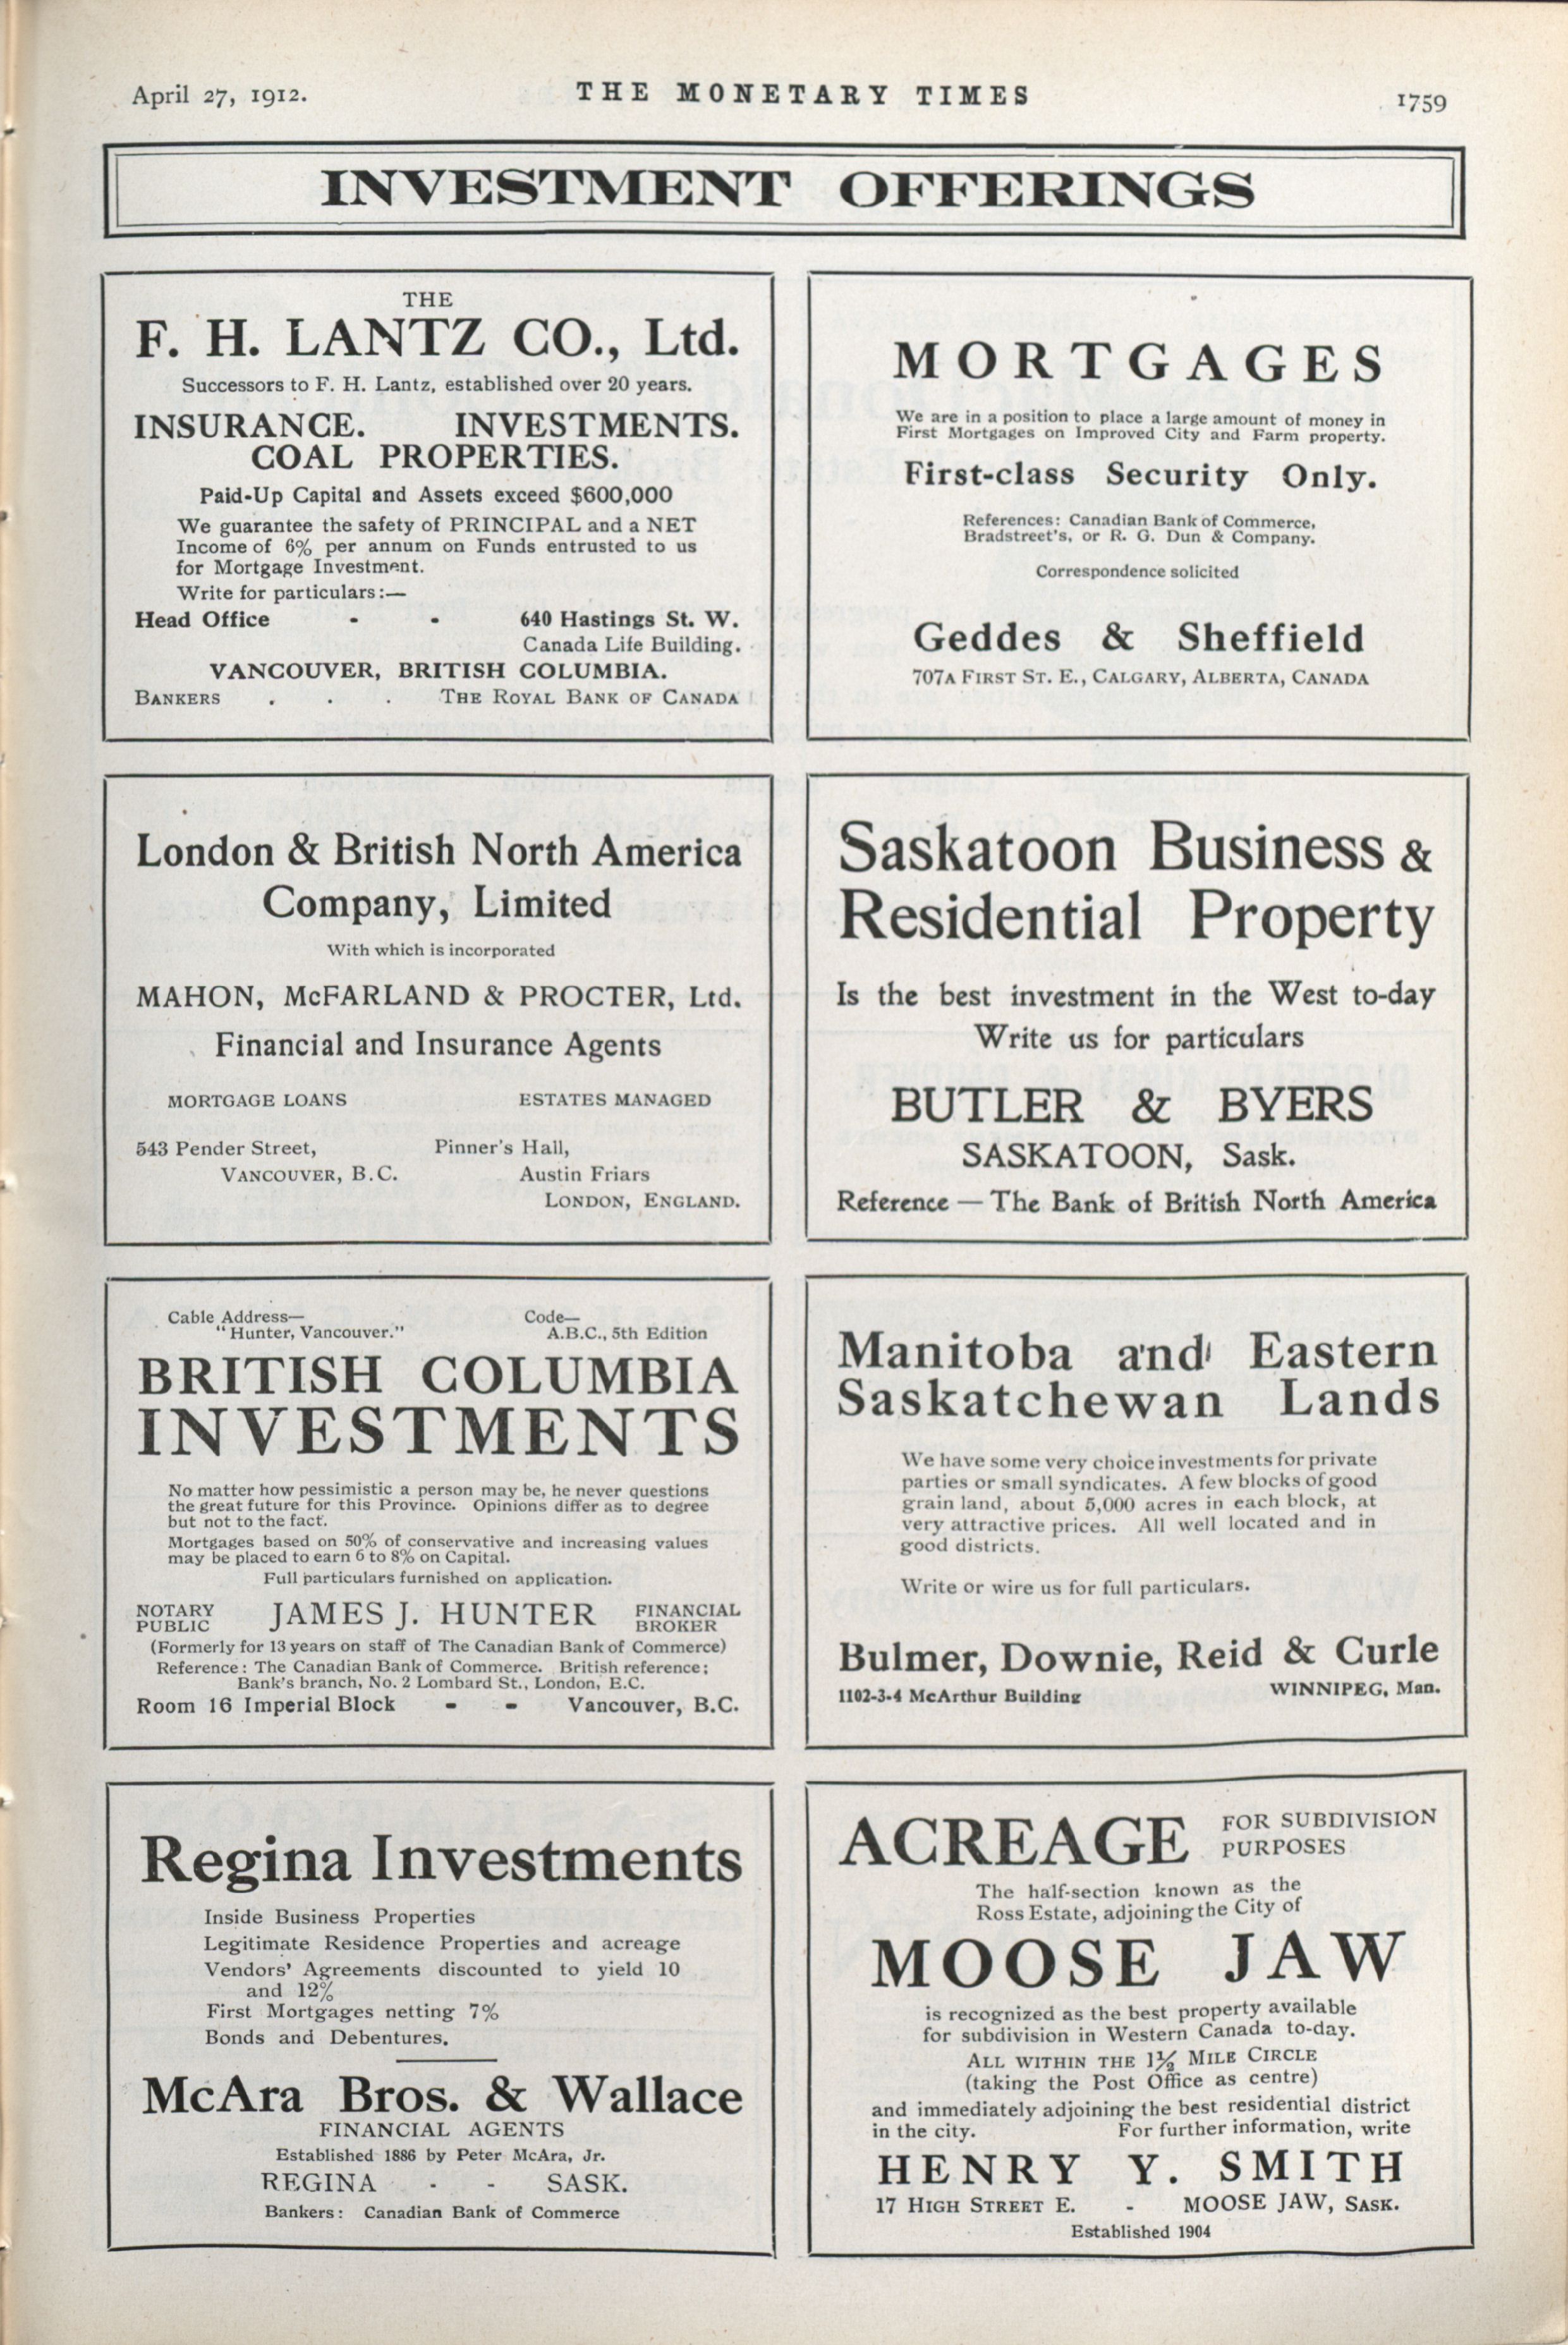 April 27, 1912.
THE MONETARY TIMES
1759
INVESTMENT OFFERINGS
THE
F. H. LANTZ CO., Ltd.
Successors to F. H. Lantz, established over 20 years.
INSURANCE. INVESTMENTS.
COAL PROPERTIES.
Paid-Up Capital and Assets exceed $600,000
We guarantee the safety of PRINCIPAL and a NET
Income of 6% per annum on Funds entrusted to us
for Mortgage Investment.
Write for particulars:—
Head Office - - 640 Hastings St. W.
Canada Life Building.
VANCOUVER, BRITISH COLUMBIA.
BANKERS . . . THE ROYAL BANK OF CANADA
MORTGAGES
We are in a position to place a large amount of money in
First Mortgages on Improved City and Farm property.
First-class Security Only.
References: Canadian Bank of Commerce,
Bradstreet's, or R. G. Dun & Company.
Correspondence solicited
Geddes & Sheffield
707A FIRST ST. E., CALGARY, ALBERTA, CANADA
London & British North America
Company, Limited
With which is incorporated
MAHON, McFARLAND & PROCTER, Ltd.
Financial and Insurance Agents
MORTGAGE LOANS ESTATES MANAGED
543 Pender Street, Pinner's Hall,
VANCOUVER, B.C. Austin Friars
LONDON, ENGLAND.
Saskatoon Business &
Residential Property
Is the best investment in the West to-day
Write us for particulars
BUTLER & BYERS
SASKATOON, Sask.
Reference — The Bank of British North America
Cable Address— Code—
"Hunter, Vancouver." A.B.C., 5th Edition
BRITISH COLUMBIA
INVESTMENTS
No matter how pessimistic a person may be, he never questions
the great future for this Province. Opinions differ as to degree
but not to the fact.
Mortgages based on 50% of conservative and increasing values
may be placed to earn 6 to 8% on Capital.
Full particulars furnished on application.
NOTARY PUBLIC JAMES J. HUNTER FINANCIAL BROKER
(Formerly for 13 years on staff of The Canadian Bank of Commerce)
Reference: The Canadian Bank of Commerce. British reference:
Bank's branch, No. 2 Lombard St., London, E.C.
Room 16 Imperial Block - - Vancouver, B.C.
Manitoba and Eastern
Saskatchewan Lands
We have some very choice investments for private
parties or small syndicates. A few blocks of good
grain land, about 5,000 acres in each block, at
very attractive prices. All well located and in
good districts.
Write or wire us for full particulars.
Bulmer, Downie, Reid & Curle
1102-3-4 McArthur Building WINNIPEG, Man.
Regina Investments
Inside Business Properties
Legitimate Residence Properties and acreage
Vendors' Agreements discounted to yield 10
and 12%
First Mortgages netting 7%
Bonds and Debentures.
McAra Bros. & Wallace
FINANCIAL AGENTS
Established 1886 by Peter McAra, Jr.
REGINA - - SASK.
Bankers: Canadian Bank of Commerce
ACREAGE FOR SUBDIVISION
PURPOSES
The half-section known as the
Ross Estate, adjoining the City of
MOOSE JAW
is recognized as the best property available
for subdivision in Western Canada to-day.
ALL WITHIN THE 1½ MILE CIRCLE
(taking the Post Office as centre)
and immediately adjoining the best residential district
in the city. For further information, write
HENRY Y. SMITH
17 HIGH STREET E. - MOOSE JAW, SASK.
Established 1904